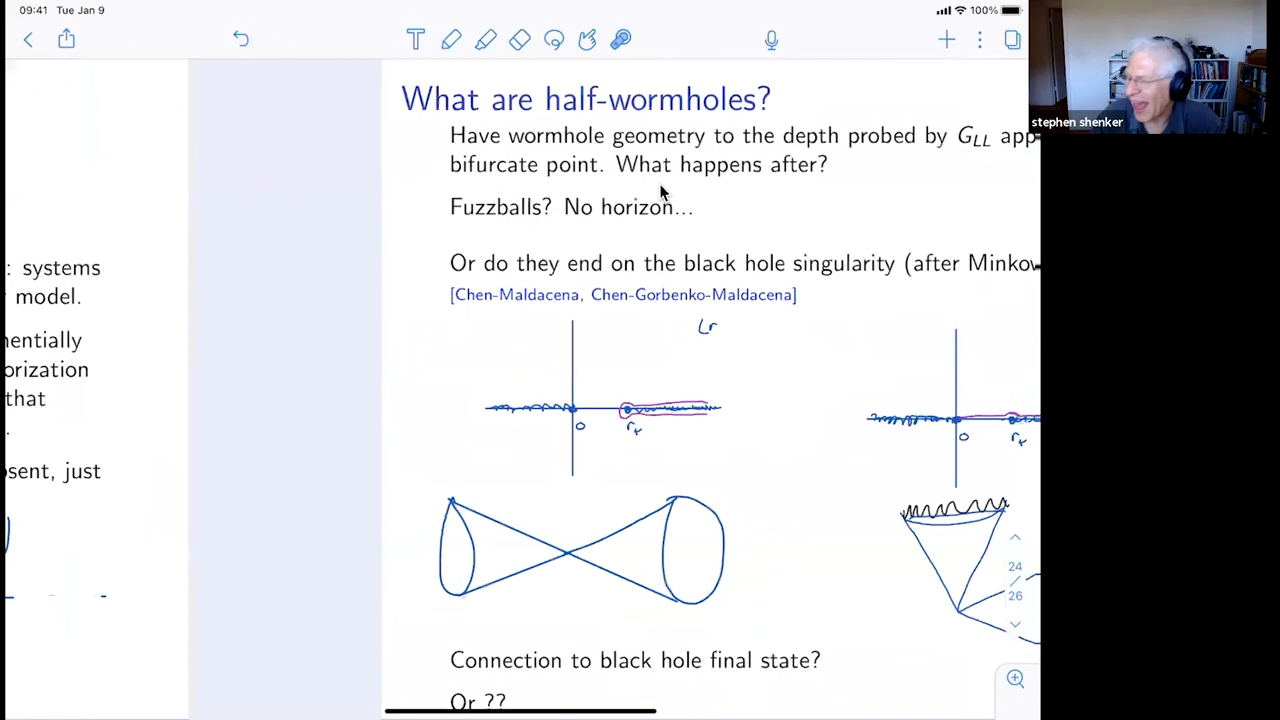 09:41 Tue Jan 9
100%
stephen shenker
What are half-wormholes?
Have wormhole geometry to the depth probed by G_LL app
bifurcate point. What happens after?
Fuzzballs? No horizon...
Or do they end on the black hole singularity (after Minkow
[Chen-Maldacena, Chen-Gorbenko-Maldacena]
: systems
model.
nentially
orization
that
.
sent, just
0
r+
0
r+
24
26
Connection to black hole final state?
Or ??